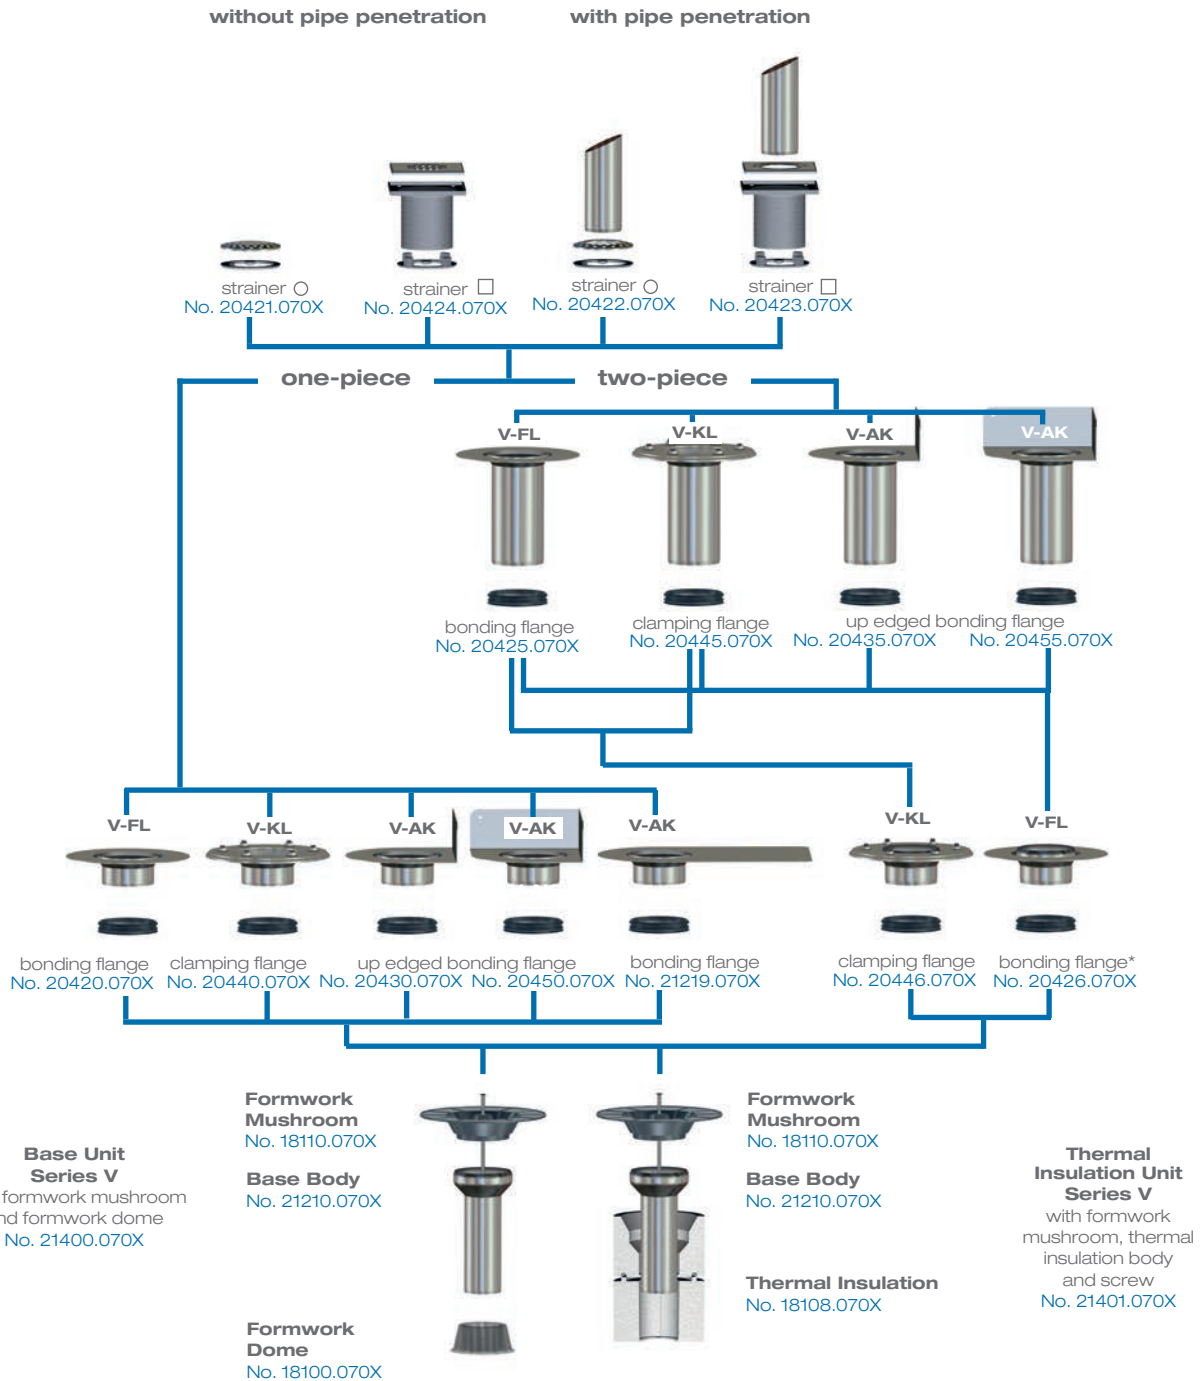 without pipe penetration
with pipe penetration
strainer
No. 20421.070X
strainer
No. 20424.070X
strainer
No. 20422.070X
strainer
No. 20423.070X
one-piece
two-piece
V-FL
V-KL
V-AK
V-AK
bonding flange
No. 20425.070X
clamping flange
No. 20445.070X
up edged bonding flange
No. 20435.070X
No. 20455.070X
V-FL
V-KL
V-AK
V-AK
V-AK
V-KL
V-FL
bonding flange
No. 20420.070X
clamping flange
No. 20440.070X
up edged bonding flange
No. 20430.070X
No. 20450.070X
bonding flange
No. 21219.070X
clamping flange
No. 20446.070X
bonding flange*
No. 20426.070X
Base Unit
Series V
formwork mushroom
nd formwork dome
No. 21400.070X
Formwork
Mushroom
No. 18110.070X
Base Body
No. 21210.070X
Formwork
Dome
No. 18100.070X
Formwork
Mushroom
No. 18110.070X
Base Body
No. 21210.070X
Thermal Insulation
No. 18108.070X
Thermal
Insulation Unit
Series V
with formwork
mushroom, thermal
insulation body
and screw
No. 21401.070X